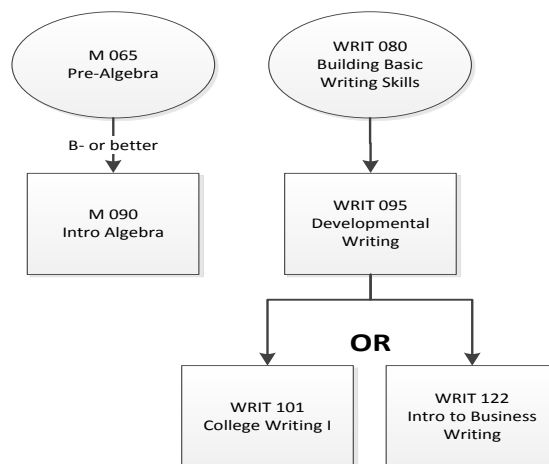 M 065
Pre-Algebra
WRIT 080
Building Basic
Writing Skills
B- or better
M 090
Intro Algebra
WRIT 095
Developmental
Writing
OR
WRIT 101
College Writing I
WRIT 122
Intro to Business
Writing